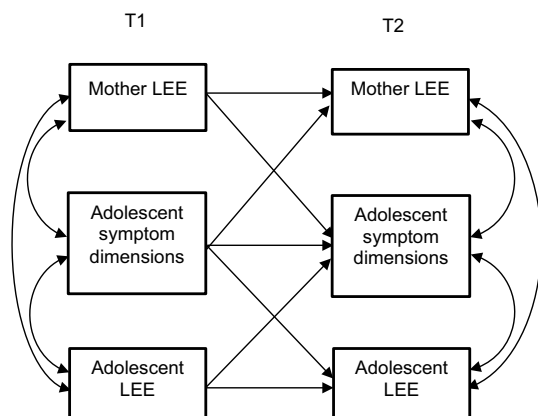 T1
T2
Mother LEE
Mother LEE
Adolescent
symptom
dimensions
Adolescent
symptom
dimensions
Adolescent
LEE
Adolescent
LEE